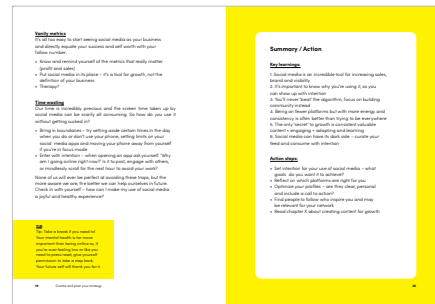 Vanity metrics
It's all too easy to start seeing social media as your business
and directly equate your success and self worth with your
follow number.
• Know and remind yourself of the metrics that really matter
(profit and sales)
• Put social media in its place – it's a tool for growth, not the
definition of your business.
• Therapy?
Time wasting
Our time is incredibly precious and the screen time taken up by
social media can be scarily all consuming. So how do you use it
without getting sucked in?
• Bring in boundaries – try setting aside certain times in the day
when you do or don't use your phone, setting limits on your
social media apps and moving your phone away from yourself
if you're in focus mode
• Enter with intention – when opening an app ask yourself: "Why
am I going online right now? Is it to post, engage with others,
or mindlessly scroll for the next hour to avoid your work?
None of us will ever be perfect at avoiding these traps, but the
more aware we are, the better we can help ourselves in future.
Check in with yourself – how can I make my use of social media
a joyful and healthy experience?
Tip: Take a break if you need to!
Your mental health is far more
important than being online so, if
you're ever feeling low or like you
need to press reset, give yourself
permission to take a step back.
Your future self will thank you for it.
Create and plan your strategy
Summary / Action
Key learnings:
1. Social media is an incredible tool for increasing sales,
brand and visibility
2. It's important to know why you're using it, so you
can show up with intention
3. You'll never 'beat' the algorithm, focus on building
community instead
4. Being on fewer platforms but with more energy and
consistency is often better than trying to be everywhere
5. The only 'secret' to growth is consistent valuable
content + engaging + adapting and learning
6. Social media can have its dark side – curate your
feed and consume with intention
Action steps:
• Set intention for your use of social media – what
goals do you want it to achieve?
• Reflect on which platforms are right for you
• Optimize your profiles – are they clear, personal
and include a call to action?
• Find people to follow who inspire you and may
be relevant for your network
• Read chapter X about creating content for growth